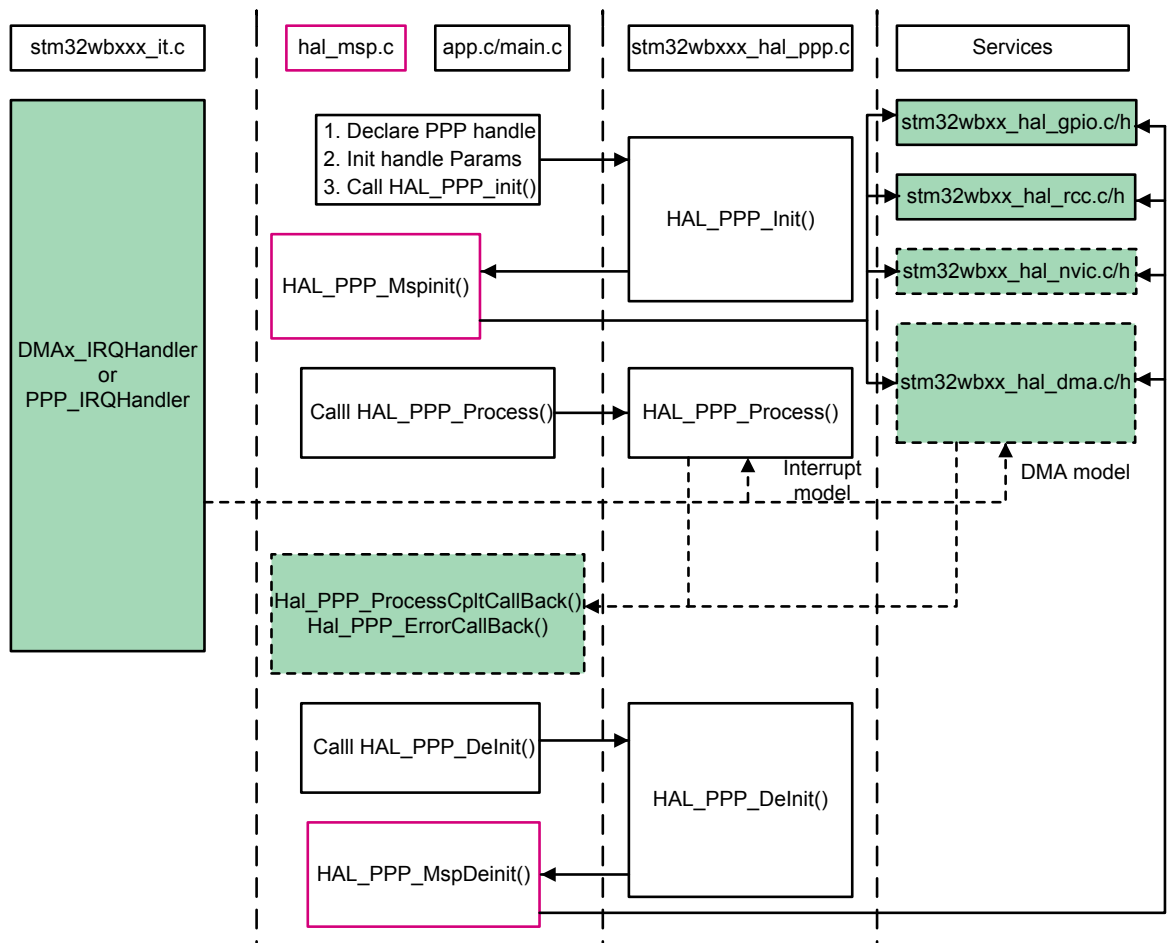 stm32wbxxx_it.c
hal_msp.c
app.c/main.c
stm32wbxxx_hal_ppp.c
Services
1. Declare PPP handle
2. Init handle Params
3. Call HAL_PPP_init()
HAL_PPP_Init()
stm32wbxx_hal_gpio.c/h
stm32wbxx_hal_rcc.c/h
stm32wbxx_hal_nvic.c/h
stm32wbxx_hal_dma.c/h
HAL_PPP_Mspinit()
DMAx_IRQHandler
or
PPP_IRQHandler
Calll HAL_PPP_Process()
HAL_PPP_Process()
Interrupt
model
DMA model
Hal_PPP_ProcessCpltCallBack()
Hal_PPP_ErrorCallBack()
Calll HAL_PPP_DeInit()
HAL_PPP_DeInit()
HAL_PPP_MspDeinit()